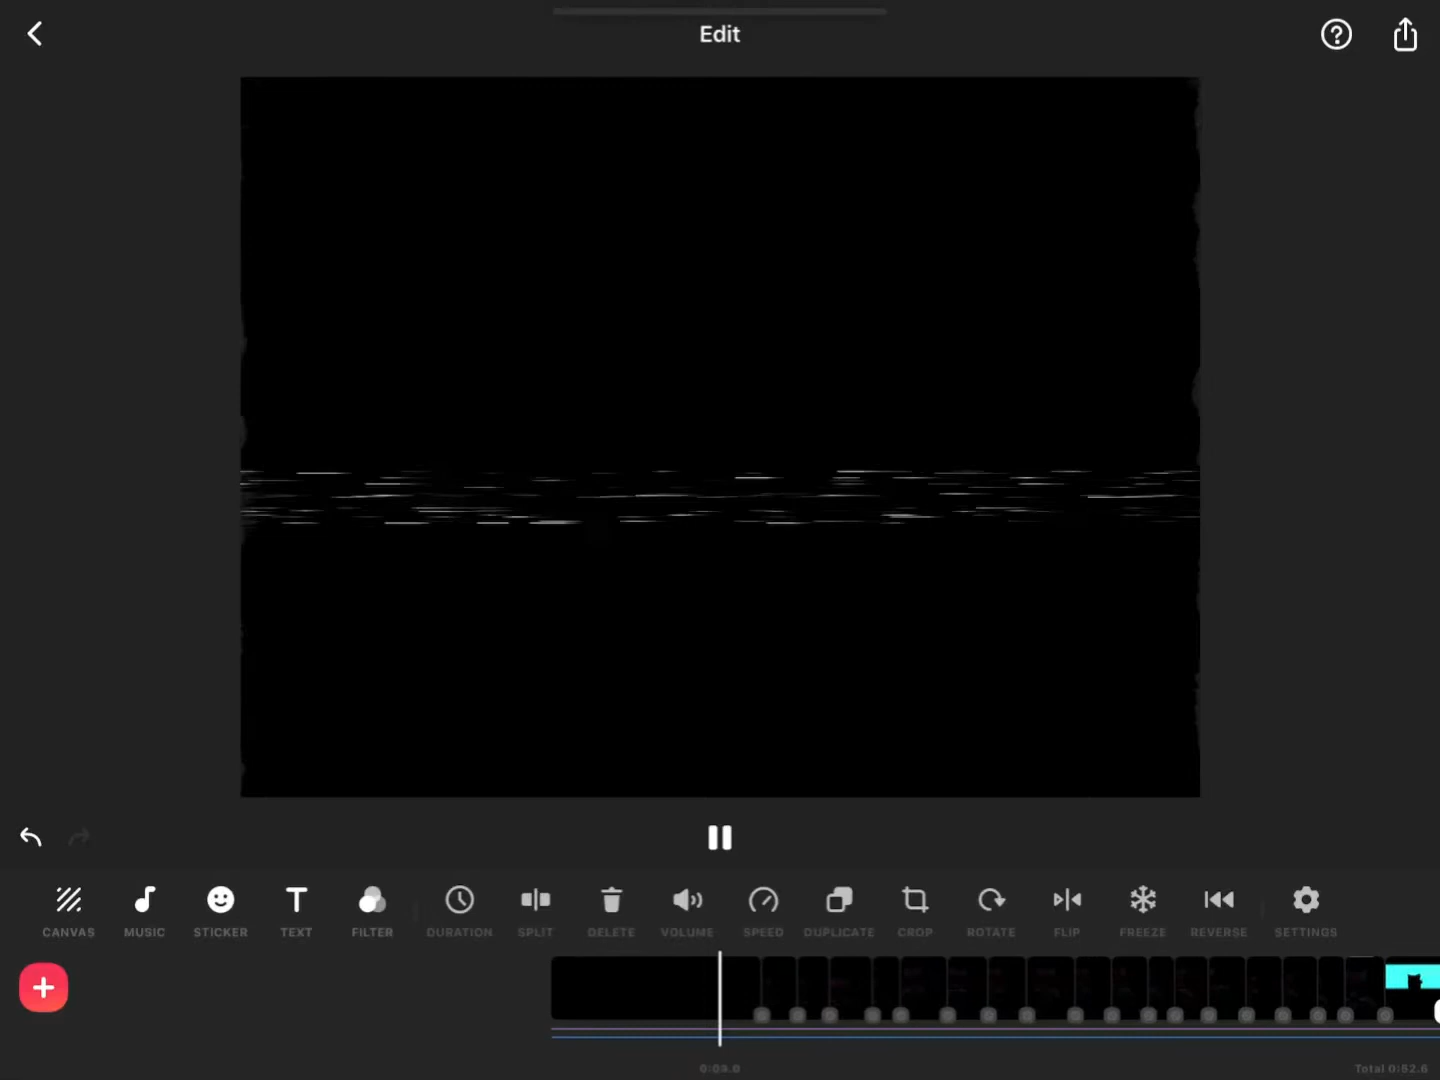 Edit
CANVAS MUSIC STICKER TEXT FILTER DURATION SPLIT DELETE VOLUME SPEED DUPLICATE CROP ROTATE FLIP FREEZE REVERSE SETTINGS
Total 0:52.6